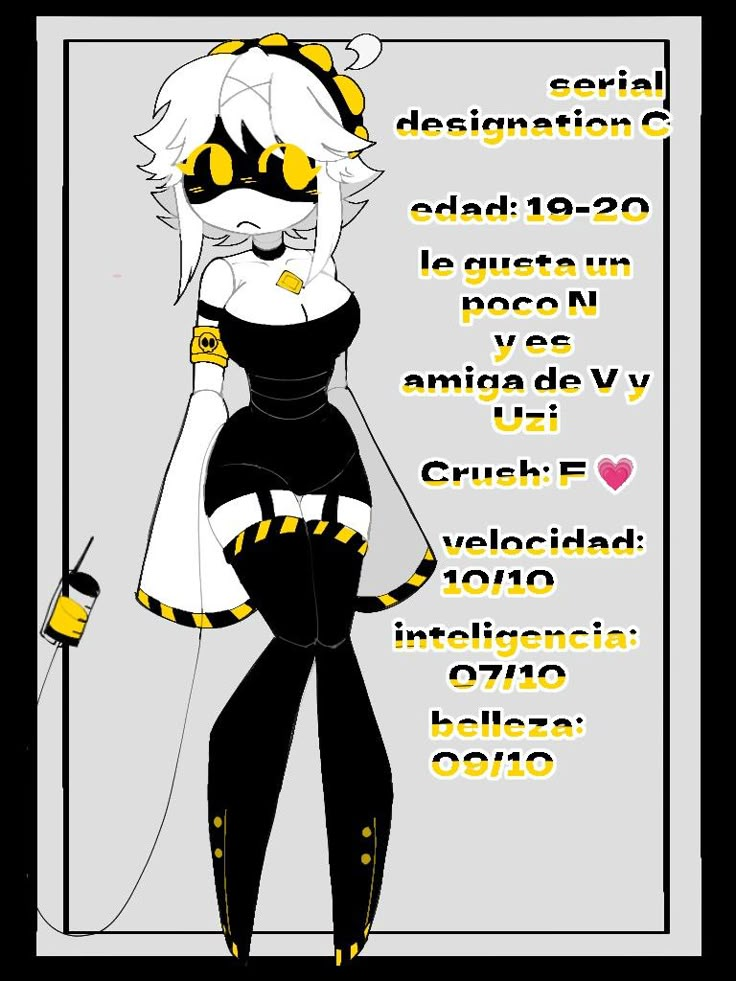 serial
designation C
edad: 19-20
le gusta un
poco N
y es
amiga de V y
Uzi
Crush: F 💗
velocidad:
10/10
inteligencia:
07/10
belleza:
09/10